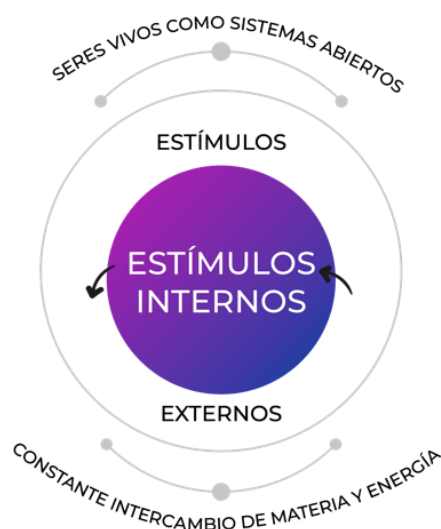 SERES VIVOS COMO SISTEMAS ABIERTOS
ESTÍMULOS
ESTÍMULOS
INTERNOS
EXTERNOS
CONSTANTE INTERCAMBIO DE MATERIA Y ENERGÍA